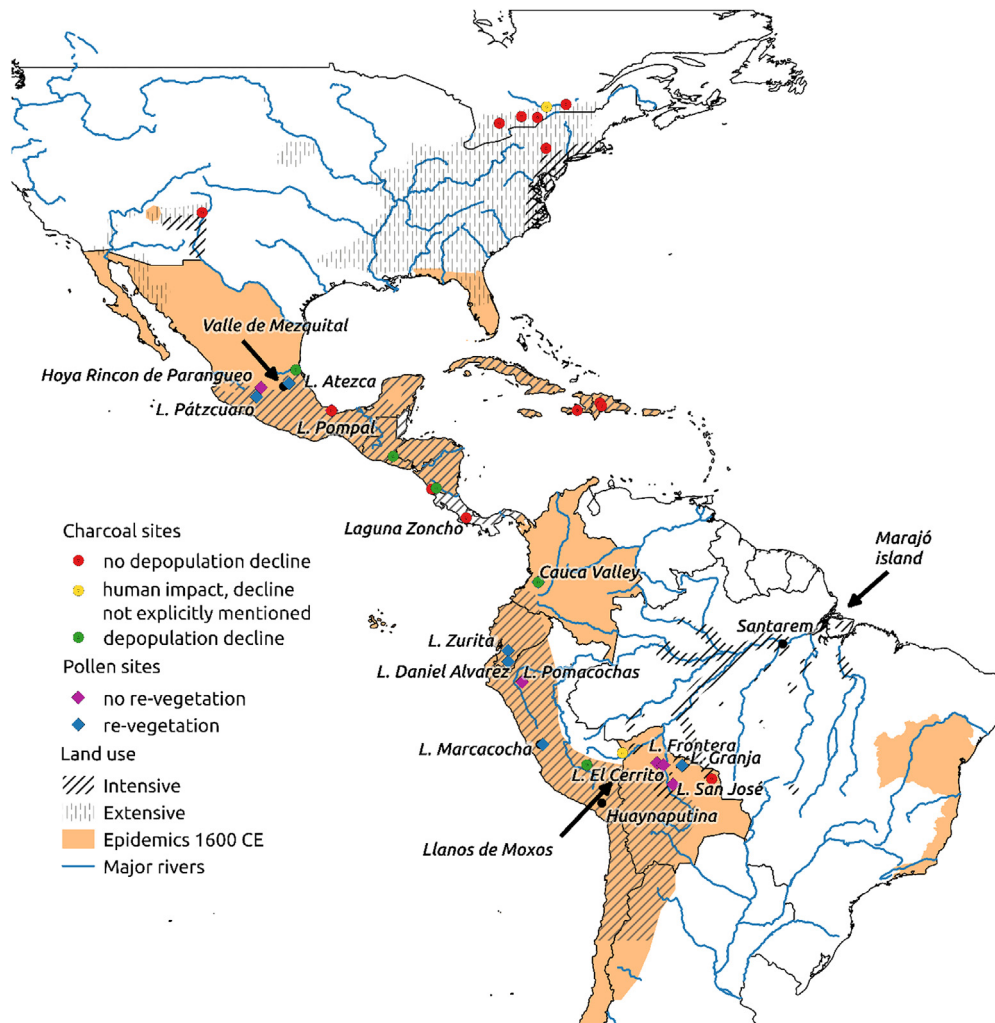 Valle de Mezquital
Hoya Rincon de Parangueo
L. Atezca
L. Pátzcuaro
L. Pompal
Laguna Zoncho
Charcoal sites
no depopulation decline
human impact, decline
not explicitly mentioned
depopulation decline
Pollen sites
no re-vegetation
re-vegetation
Land use
Intensive
Extensive
Epidemics 1600 CE
Major rivers
Cauca Valley
Marajó
island
Santarem
L. Zurita
L. Daniel Alvarez
L. Pomacochas
L. Marcacocha
L. Frontera
L. Granja
L. El Cerrito
L. San José
Huaynaputina
Llanos de Moxos